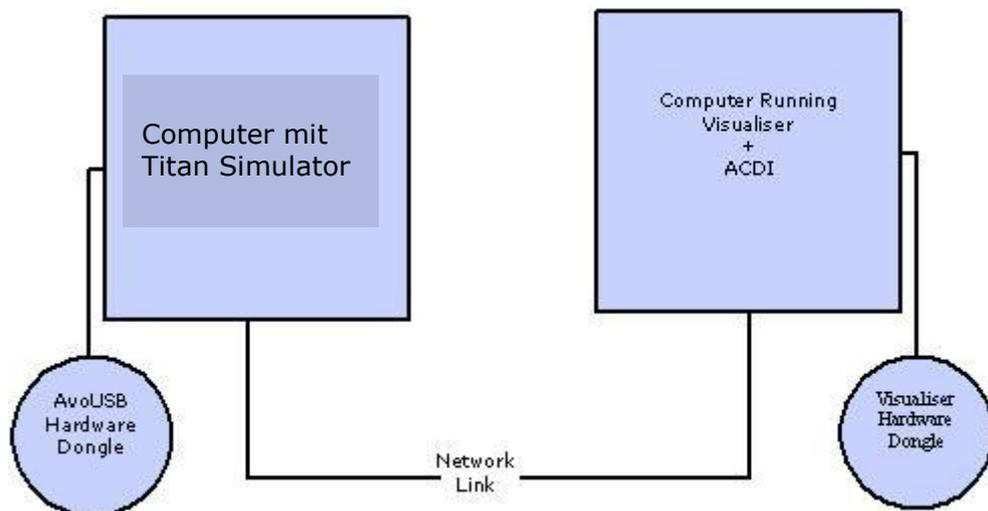 Computer mit
Titan Simulator
Computer Running
Visualiser
+
ACDI
AvoUSB
Hardware
Dongle
Visualiser
Hardware
Dongle
Network
Link